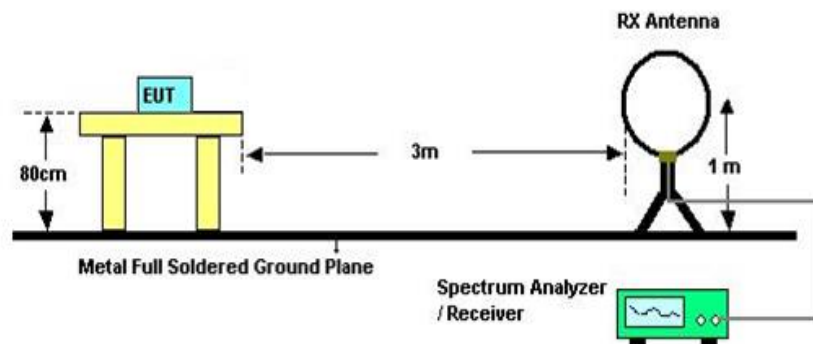 RX Antenna
EUT
80cm
3m
1 m
Metal Full Soldered Ground Plane
Spectrum Analyzer
/ Receiver